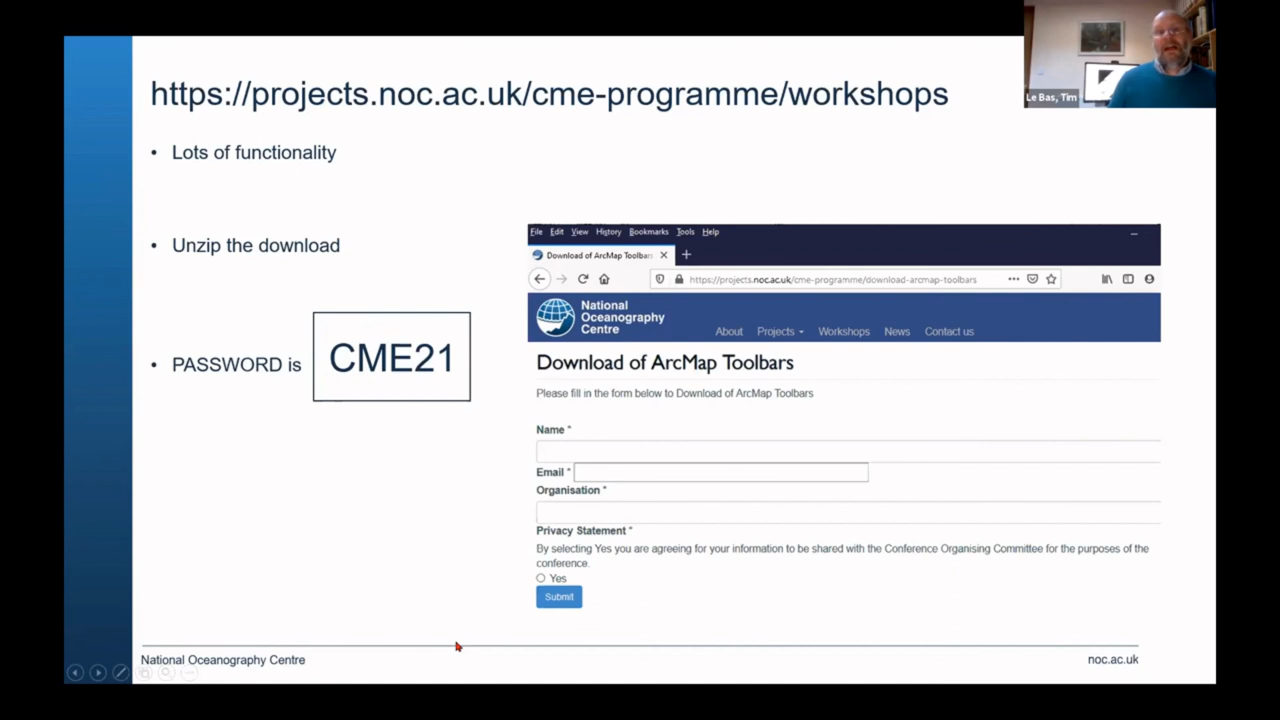 https://projects.noc.ac.uk/cme-programme/workshops
Le Bas, Tim
• Lots of functionality
• Unzip the download
• PASSWORD is
CME21
File Edit View History Bookmarks Tools Help
Download of ArcMap Toolbars
https://projects.noc.ac.uk/cme-programme/download-arcmap-toolbars
National
Oceanography
Centre
About Projects Workshops News Contact us
Download of ArcMap Toolbars
Please fill in the form below to Download of ArcMap Toolbars
Name *
Email *
Organisation *
Privacy Statement *
By selecting Yes you are agreeing for your information to be shared with the Conference Organising Committee for the purposes of the
conference.
Yes
Submit
National Oceanography Centre
noc.ac.uk